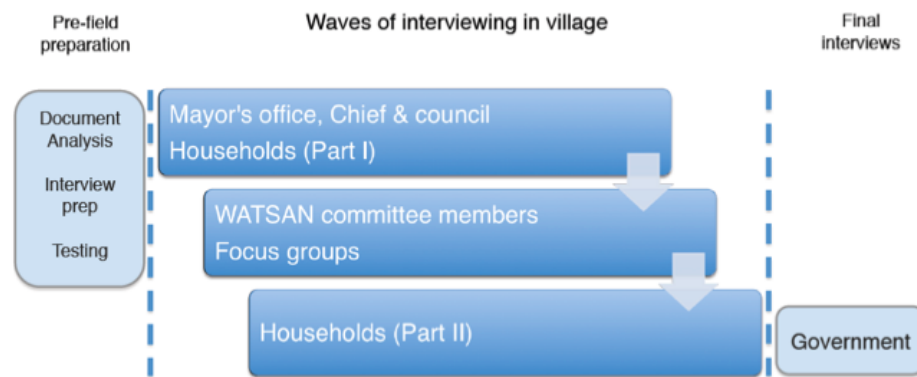 Pre-field
preparation
Waves of interviewing in village
Final
interviews
Document
Analysis
Interview
prep
Testing
Mayor's office, Chief & council
Households (Part I)
WATSAN committee members
Focus groups
Households (Part II)
Government